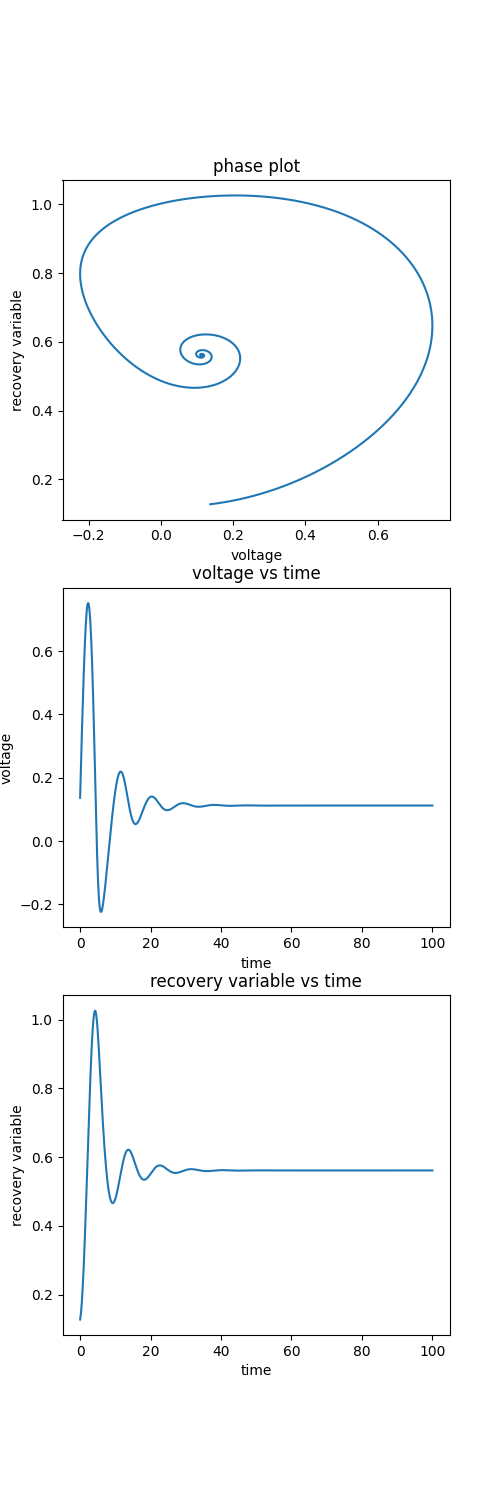 phase plot
1.0
0.8
0.6
0.4
0.2
recovery variable
−0.2 0.0 0.2 0.4 0.6
voltage
voltage vs time
0.6
0.4
0.2
0.0
−0.2
voltage
0 20 40 60 80 100
time
recovery variable vs time
1.0
0.8
0.6
0.4
0.2
recovery variable
0 20 40 60 80 100
time